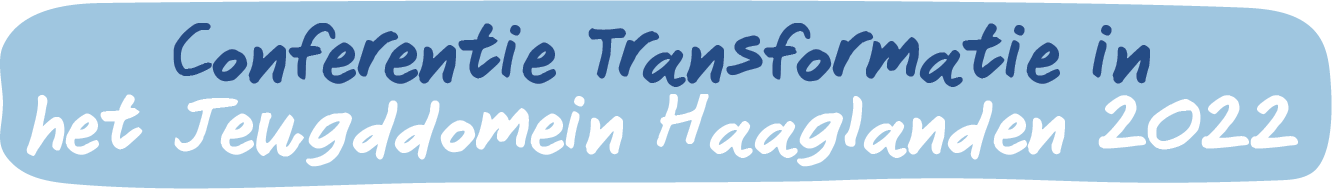 Conferentie Transformatie in
het Jeugddomein Haaglanden 2022